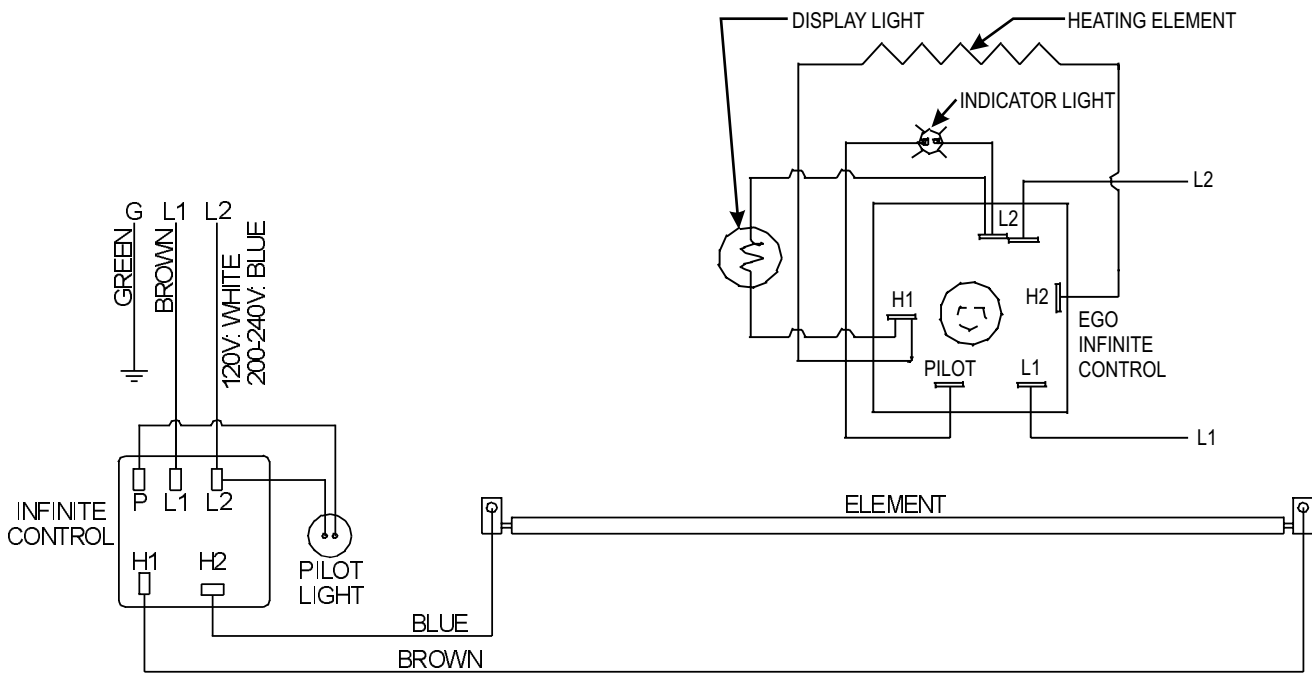 DISPLAY LIGHT
HEATING ELEMENT
INDICATOR LIGHT
L2
L2
H1
H2
EGO
INFINITE
CONTROL
PILOT
L1
L1
G L1 L2
GREEN
BROWN
120V: WHITE
200-240V: BLUE
P L1 L2
INFINITE
CONTROL
H1 H2
PILOT
LIGHT
ELEMENT
BLUE
BROWN